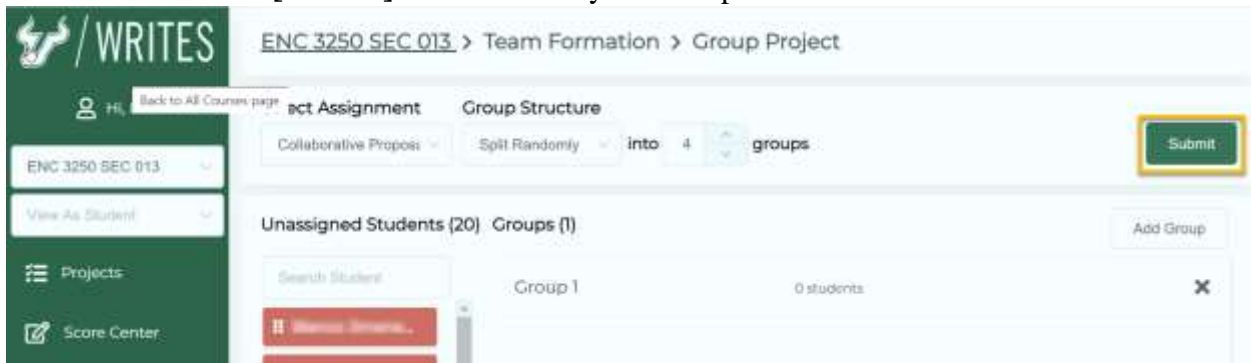 / WRITES
ENC 3250 SEC 013 > Team Formation > Group Project
Hi,
Back to All Courses page
ect Assignment
Group Structure
Collaborative Propos
Split Randomly
into
4
groups
Submit
ENC 3250 SEC 013
View As Student
Unassigned Students (20)
Groups (1)
Add Group
Projects
Search Student
Group 1
0 students
Score Center